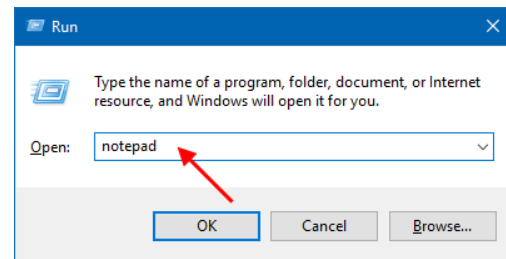 Run
Type the name of a program, folder, document, or Internet
resource, and Windows will open it for you.
Open: notepad
OK Cancel Browse...